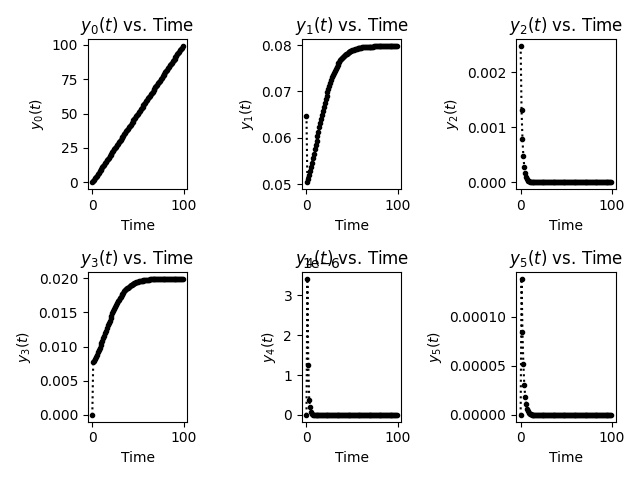 y₀(t) vs. Time
y₁(t) vs. Time
y₂(t) vs. Time
100
75
50
25
0
y₀(t)
0
100
Time
0.08
0.07
0.06
0.05
y₁(t)
0
100
Time
0.002
0.001
0.000
y₂(t)
0
100
Time
y₃(t) vs. Time
y₄(t) vs. Time
y₅(t) vs. Time
0.020
0.015
0.010
0.005
0.000
y₃(t)
0
100
Time
1e−6
3
2
1
0
y₄(t)
0
100
Time
0.00010
0.00005
0.00000
y₅(t)
0
100
Time